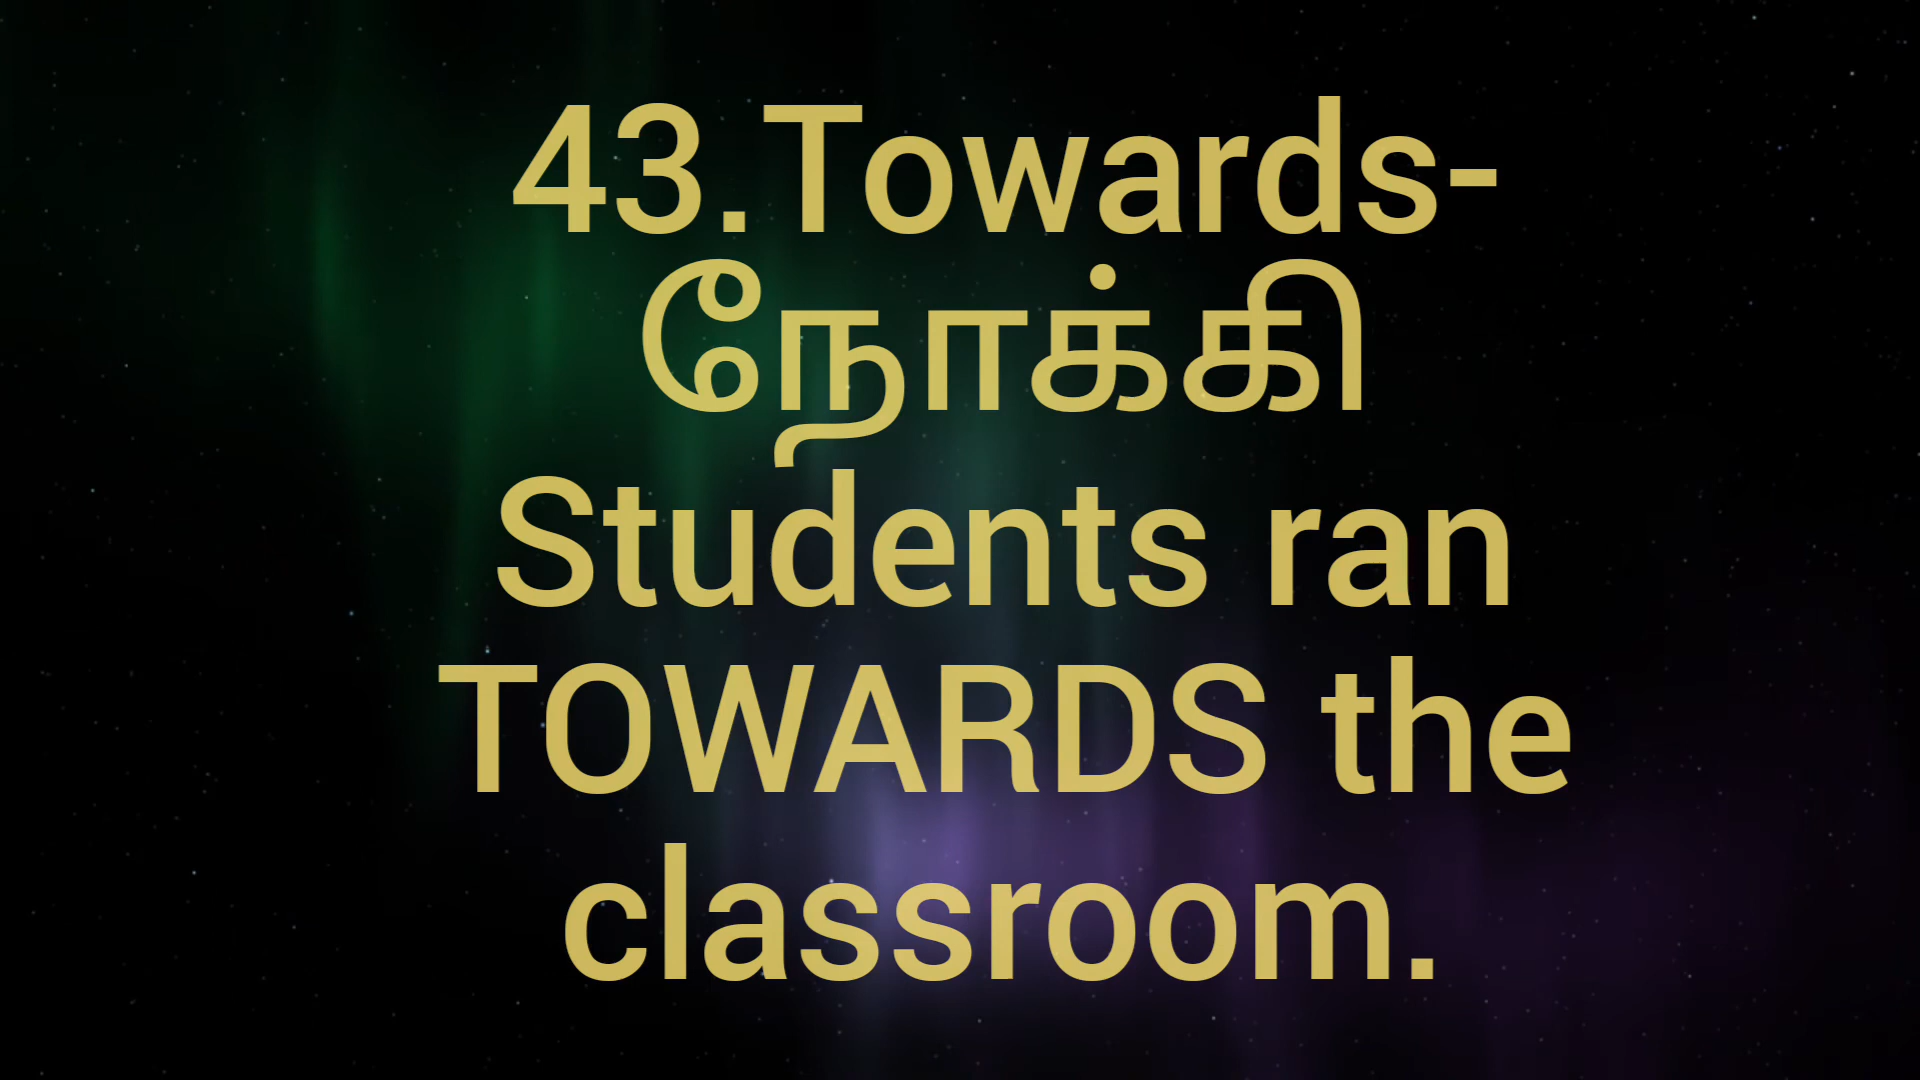 43.Towards-
நோக்கி
Students ran
TOWARDS the
classroom.